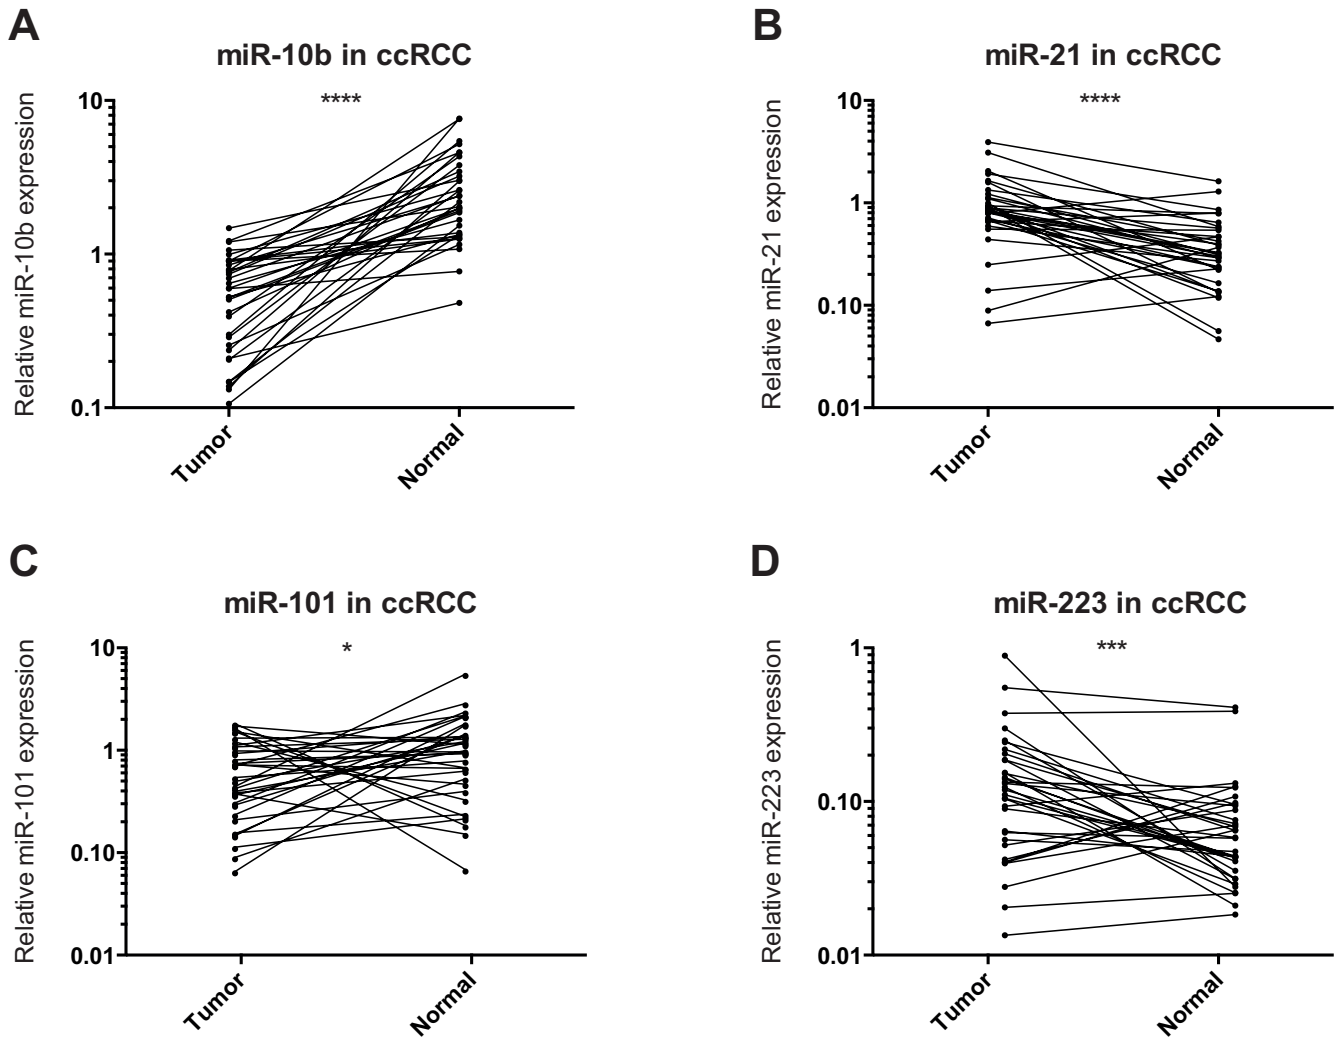 A
miR-10b in ccRCC
****
Relative miR-10b expression
10
1
0.1
Tumor
Normal
B
miR-21 in ccRCC
****
Relative miR-21 expression
10
1
0.10
0.01
Tumor
Normal
C
miR-101 in ccRCC
*
Relative miR-101 expression
10
1
0.10
0.01
Tumor
Normal
D
miR-223 in ccRCC
***
Relative miR-223 expression
1
0.10
0.01
Tumor
Normal